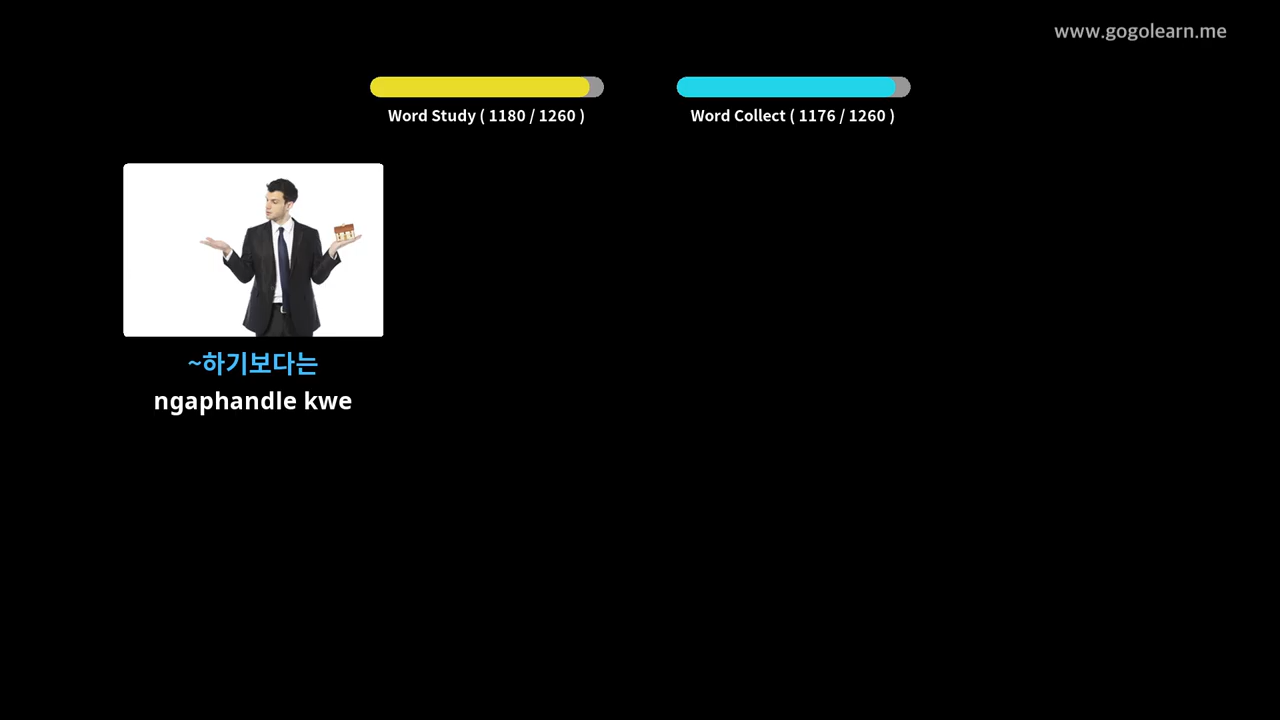 www.gogolearn.me
Word Study ( 1180 / 1260 )
Word Collect ( 1176 / 1260 )
~하기보다는
ngaphandle kwe